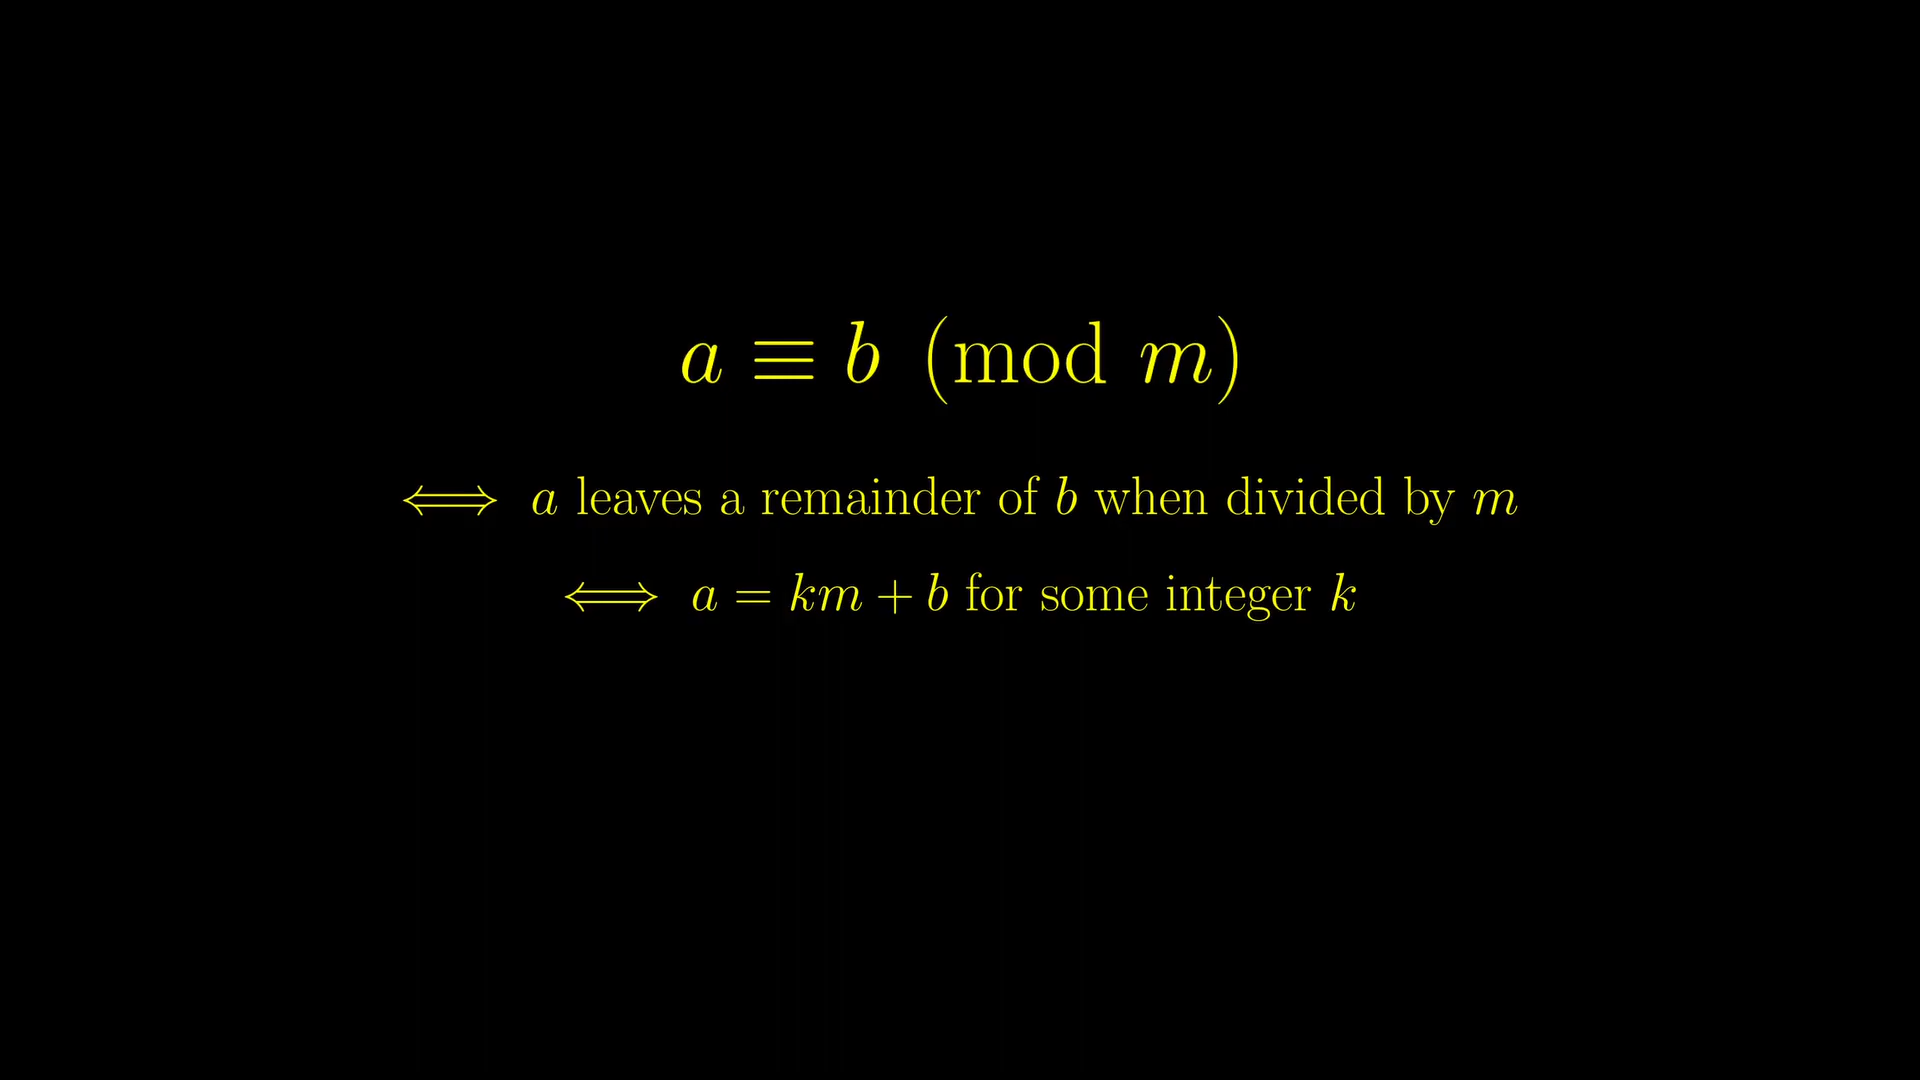 a ≡ b (mod m)
⟺ a leaves a remainder of b when divided by m
⟺ a = km + b for some integer k